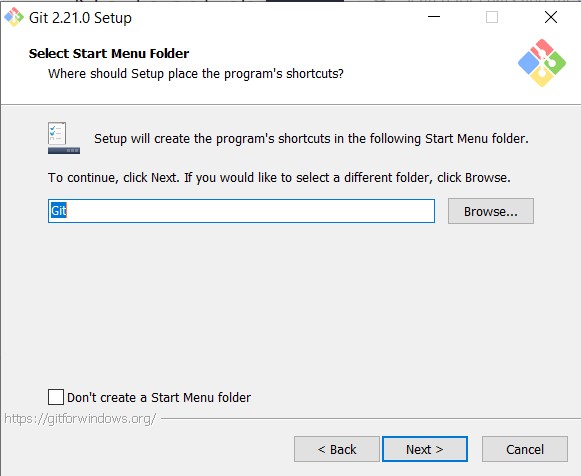 Git 2.21.0 Setup
Select Start Menu Folder
Where should Setup place the program's shortcuts?
Setup will create the program's shortcuts in the following Start Menu folder.
To continue, click Next. If you would like to select a different folder, click Browse.
Git
Browse...
Don't create a Start Menu folder
https://gitforwindows.org/
< Back
Next >
Cancel